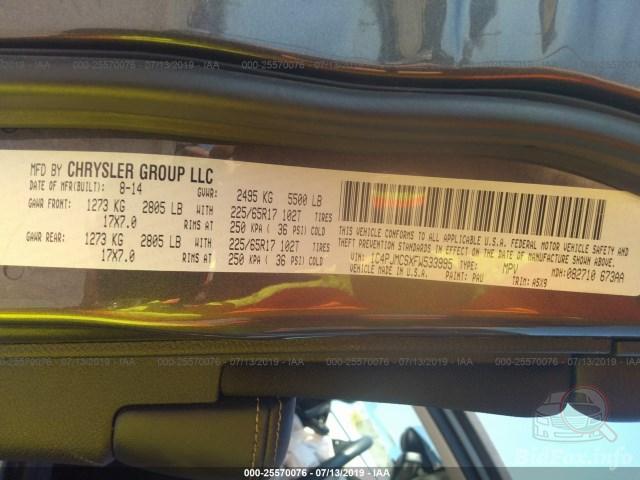 000-25570076 · 07/13/2019 · IAA
MFD BY CHRYSLER GROUP LLC
DATE OF MFR(BUILT): 8-14 GVWR: 2495 KG 5500 LB
GAWR FRONT: 1273 KG 2805 LB WITH 225/65R17 102T TIRES
17X7.0 RIMS AT 250 KPA ( 36 PSI) COLD
GAWR REAR: 1273 KG 2805 LB WITH 225/65R17 102T TIRES
17X7.0 RIMS AT 250 KPA ( 36 PSI) COLD
THIS VEHICLE CONFORMS TO ALL APPLICABLE U.S.A. FEDERAL MOTOR VEHICLE SAFETY AND
THEFT PREVENTION STANDARDS IN EFFECT ON THE DATE OF MANUFACTURE SHOWN ABOVE.
MADE IN U.S.A.
VIN: 1C4PJMCSXFW533995 TYPE: MPV MDH: 082710 673AA
PAINT: PAU TRIM: A5X9
000-25570076 · 07/13/2019 · IAA
BidFax.info
000-25570076 · 07/13/2019 · IAA